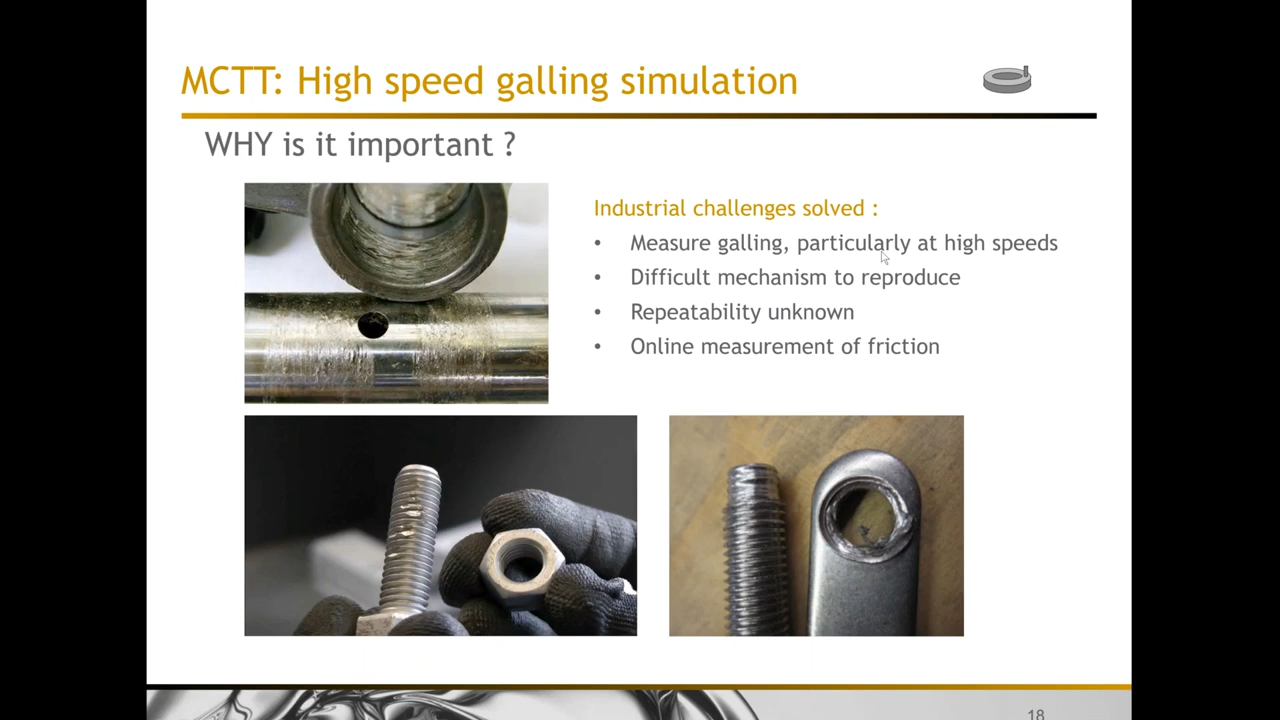 MCTT: High speed galling simulation
WHY is it important ?
Industrial challenges solved :
• Measure galling, particularly at high speeds
• Difficult mechanism to reproduce
• Repeatability unknown
• Online measurement of friction
18